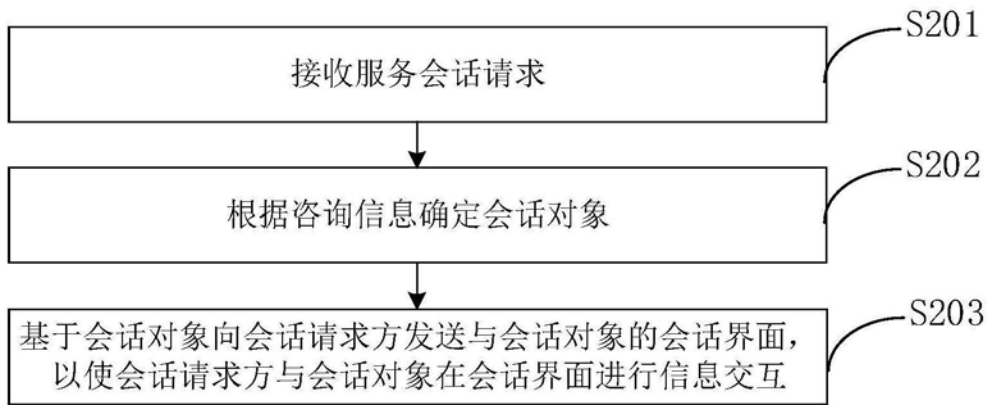 S201
接收服务会话请求
S202
根据咨询信息确定会话对象
S203
基于会话对象向会话请求方发送与会话对象的会话界面，
以使会话请求方与会话对象在会话界面进行信息交互